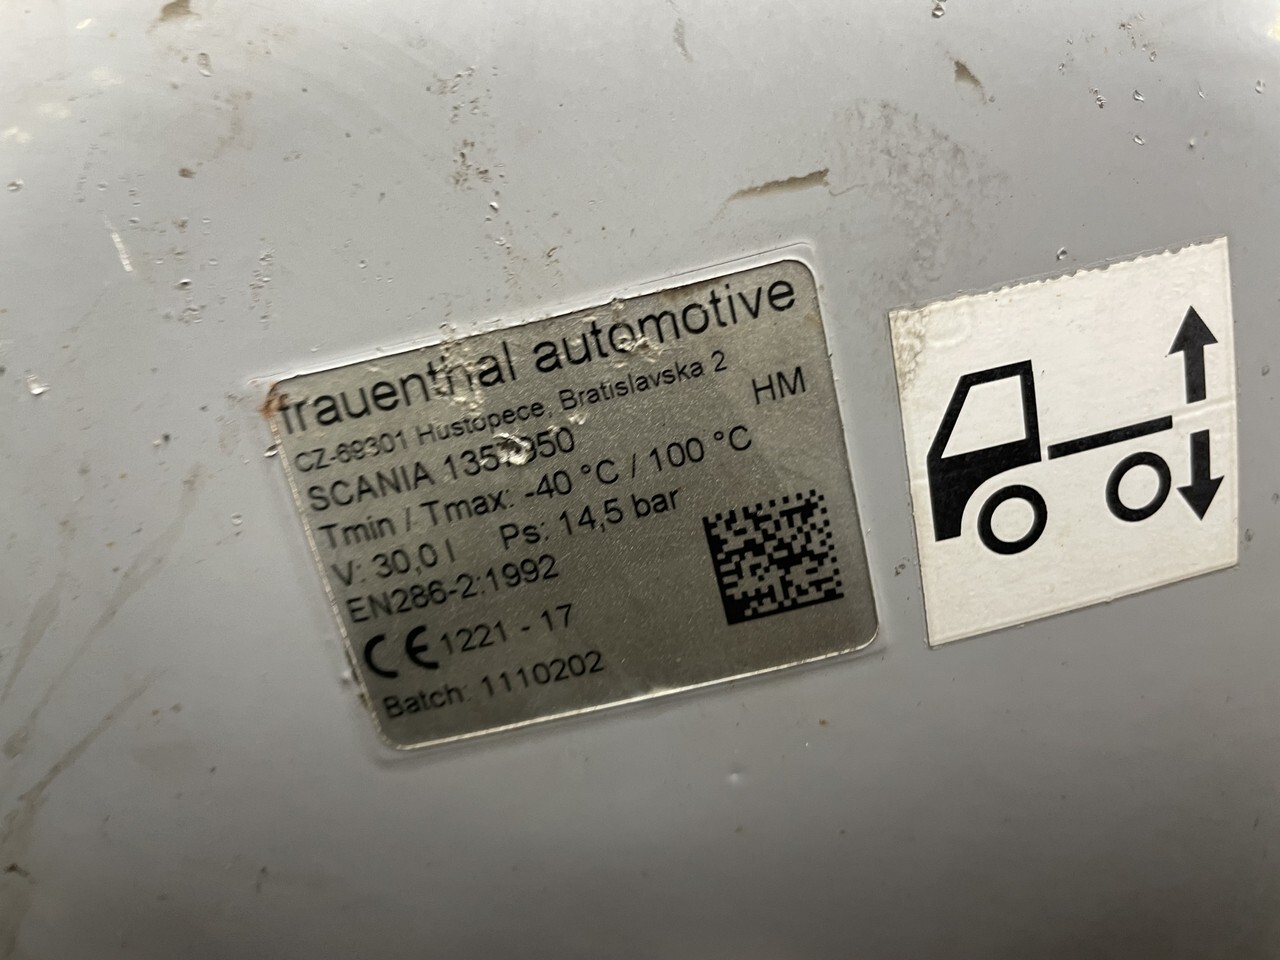 frauenthal automotive
CZ-69301 Hustopece, Bratislavska 2
HM
SCANIA
Tmin / Tmax: -40 °C / 100 °C
V: 30,0 l Ps: 14,5 bar
EN286-2:1992
CE 1221 - 17
Batch: 1110202